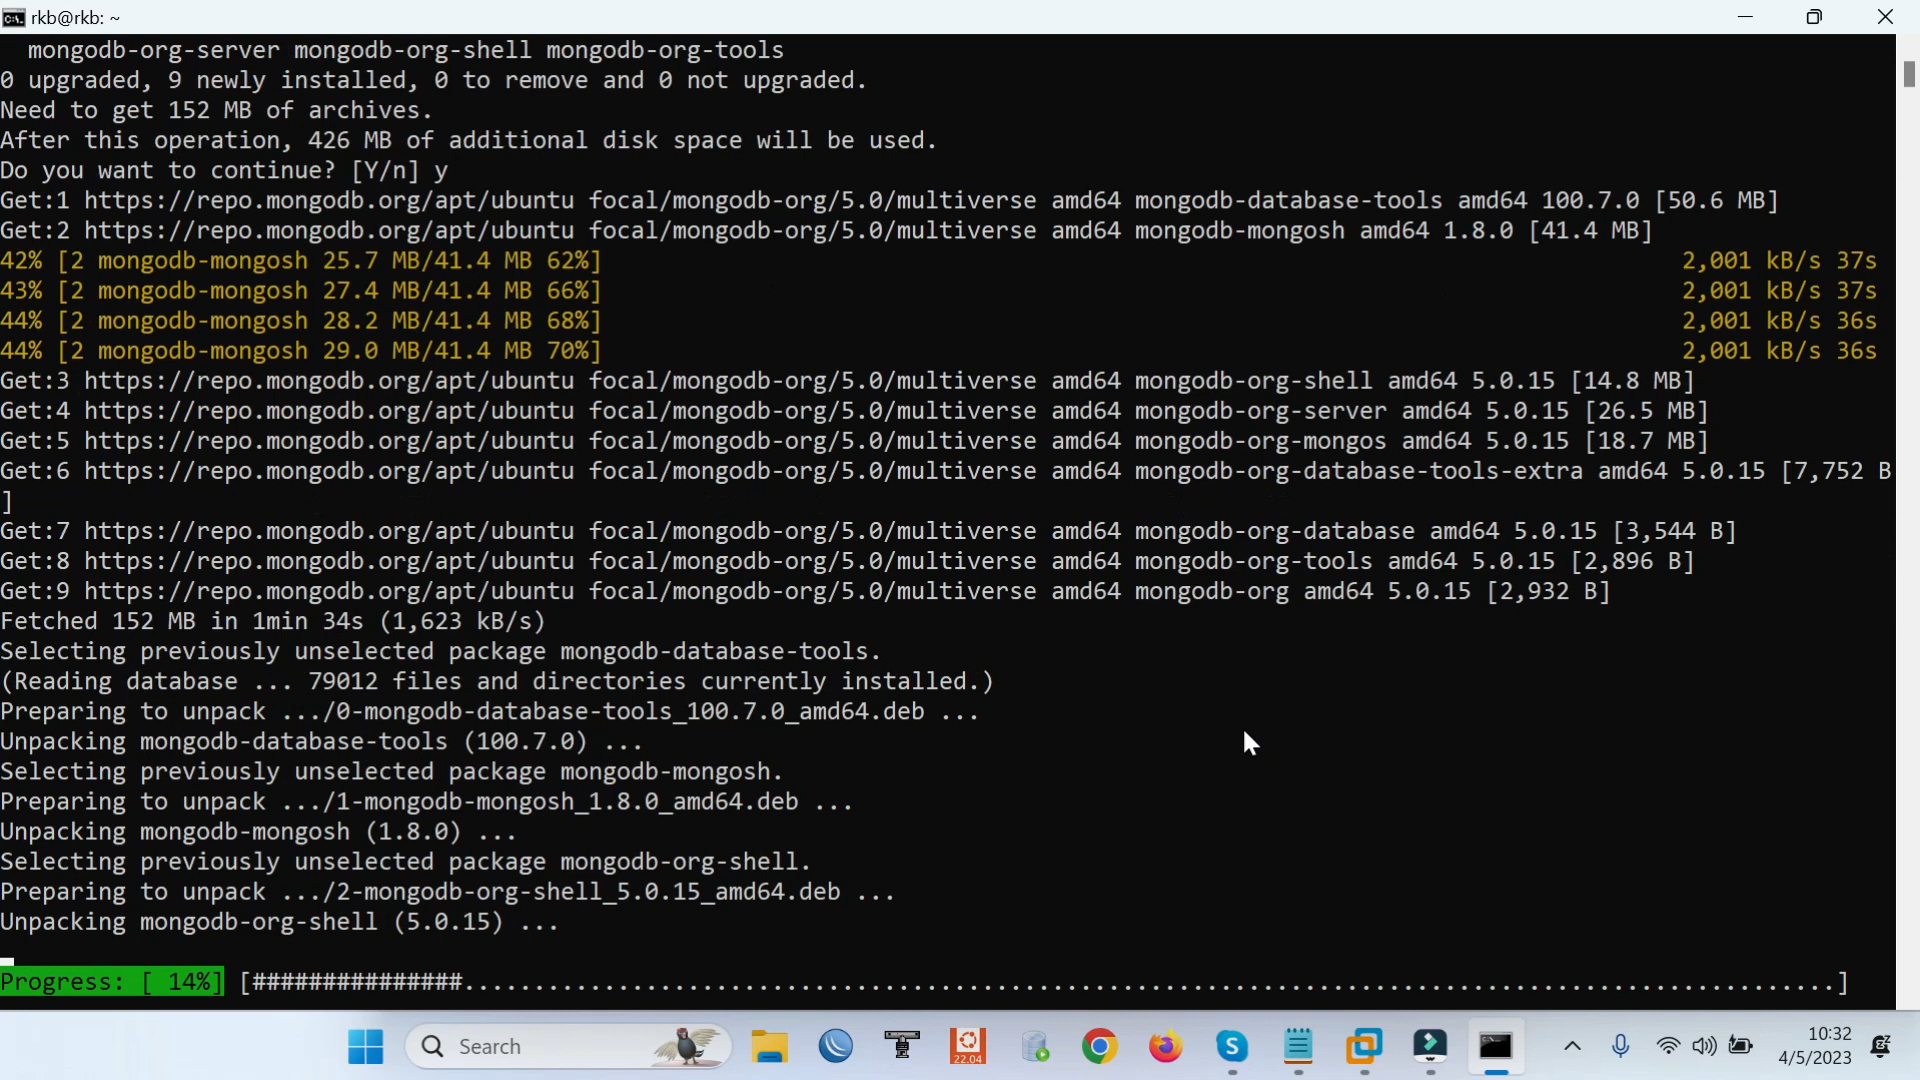 rkb@rkb: ~
mongodb-org-server mongodb-org-shell mongodb-org-tools
0 upgraded, 9 newly installed, 0 to remove and 0 not upgraded.
Need to get 152 MB of archives.
After this operation, 426 MB of additional disk space will be used.
Do you want to continue? [Y/n] y
Get:1 https://repo.mongodb.org/apt/ubuntu focal/mongodb-org/5.0/multiverse amd64 mongodb-database-tools amd64 100.7.0 [50.6 MB]
Get:2 https://repo.mongodb.org/apt/ubuntu focal/mongodb-org/5.0/multiverse amd64 mongodb-mongosh amd64 1.8.0 [41.4 MB]
42% [2 mongodb-mongosh 25.7 MB/41.4 MB 62%] 2,001 kB/s 37s
43% [2 mongodb-mongosh 27.4 MB/41.4 MB 66%] 2,001 kB/s 37s
44% [2 mongodb-mongosh 28.2 MB/41.4 MB 68%] 2,001 kB/s 36s
44% [2 mongodb-mongosh 29.0 MB/41.4 MB 70%] 2,001 kB/s 36s
Get:3 https://repo.mongodb.org/apt/ubuntu focal/mongodb-org/5.0/multiverse amd64 mongodb-org-shell amd64 5.0.15 [14.8 MB]
Get:4 https://repo.mongodb.org/apt/ubuntu focal/mongodb-org/5.0/multiverse amd64 mongodb-org-server amd64 5.0.15 [26.5 MB]
Get:5 https://repo.mongodb.org/apt/ubuntu focal/mongodb-org/5.0/multiverse amd64 mongodb-org-mongos amd64 5.0.15 [18.7 MB]
Get:6 https://repo.mongodb.org/apt/ubuntu focal/mongodb-org/5.0/multiverse amd64 mongodb-org-database-tools-extra amd64 5.0.15 [7,752 B
]
Get:7 https://repo.mongodb.org/apt/ubuntu focal/mongodb-org/5.0/multiverse amd64 mongodb-org-database amd64 5.0.15 [3,544 B]
Get:8 https://repo.mongodb.org/apt/ubuntu focal/mongodb-org/5.0/multiverse amd64 mongodb-org-tools amd64 5.0.15 [2,896 B]
Get:9 https://repo.mongodb.org/apt/ubuntu focal/mongodb-org/5.0/multiverse amd64 mongodb-org amd64 5.0.15 [2,932 B]
Fetched 152 MB in 1min 34s (1,623 kB/s)
Selecting previously unselected package mongodb-database-tools.
(Reading database ... 79012 files and directories currently installed.)
Preparing to unpack .../0-mongodb-database-tools_100.7.0_amd64.deb ...
Unpacking mongodb-database-tools (100.7.0) ...
Selecting previously unselected package mongodb-mongosh.
Preparing to unpack .../1-mongodb-mongosh_1.8.0_amd64.deb ...
Unpacking mongodb-mongosh (1.8.0) ...
Selecting previously unselected package mongodb-org-shell.
Preparing to unpack .../2-mongodb-org-shell_5.0.15_amd64.deb ...
Unpacking mongodb-org-shell (5.0.15) ...
Progress: [ 14%] [###############..................................................................................................]
Search
22.04
S
10:32
4/5/2023